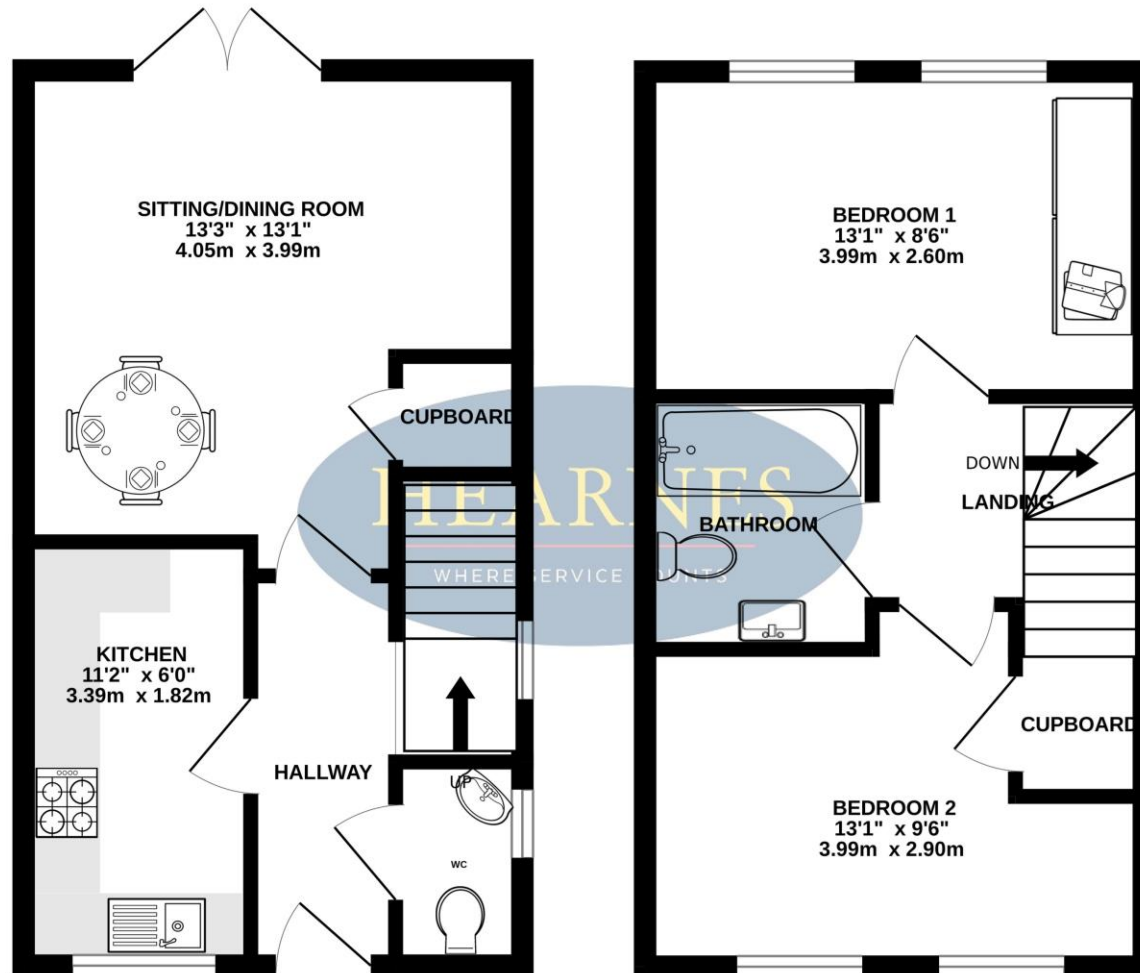 SITTING/DINING ROOM
13'3" x 13'1"
4.05m x 3.99m
CUPBOARD
KITCHEN
11'2" x 6'0"
3.39m x 1.82m
HALLWAY
UP
WC
BEDROOM 1
13'1" x 8'6"
3.99m x 2.60m
DOWN
LANDING
BATHROOM
CUPBOARD
BEDROOM 2
13'1" x 9'6"
3.99m x 2.90m
HEARNES
WHERE SERVICE COUNTS